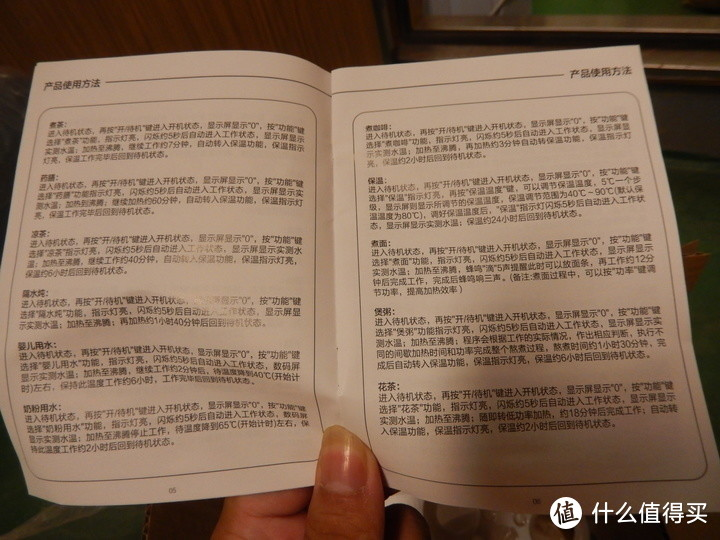 产品使用方法
煮茶:
进入待机状态，再按"开/待机"键进入开机状态，显示屏显示"0"，按"功能"键
选择"煮茶"功能，指示灯亮，闪烁约5秒后自动进入工作状态，显示屏显
示实测水温；加热至沸腾，继续工作约7分钟，自动转入保温功能，保温指示
灯亮，保温工作完毕后回到待机状态。
药膳:
进入待机状态，再按"开/待机"键进入开机状态，显示屏显示"0"，按"功能"键
选择"药膳"功能指示灯亮，闪烁约5秒后自动进入工作状态，显示屏显示实
测水温；加热到沸腾，继续加热约60分钟，自动转入保温功能，保温指示灯
亮，保温工作完毕后回到待机状态。
凉茶:
进入待机状态，再按"开/待机"键进入开机状态，显示屏显示"0"，按"功能"键
选择"凉茶"指示灯亮，闪烁约5秒后自动进入工作状态，显示屏显示实测水
温；加热至沸腾，继续工作约40分钟，自动转入保温功能，保温指示灯亮，
保温约6小时后回到待机状态。
隔水炖:
进入待机状态，再按"开/待机"键进入开机状态，显示屏显示"0"，按"功能"键
选择"隔水炖"功能，指示灯亮，闪烁约5秒后自动进入工作状态，显示屏显
示实测水温；加热至沸腾；再加热约1小时40分钟后回到待机状态。
婴儿用水:
进入待机状态，再按"开/待机"键进入开机状态，显示屏显示"0"，按"功能"键
选择"婴儿用水"功能，指示灯亮，闪烁约5秒后自动进入工作状态，数码屏
显示实测水温；加热至沸腾，继续工作约2分钟，待温度降到40℃(开始计
时)左右，保持此温度工作约6小时，工作完毕后回到待机状态。
奶粉用水:
进入待机状态，再按"开/待机"键进入开机状态，显示屏显示"0"，按"功能"键
选择"奶粉用水"功能，指示灯亮，闪烁约5秒后自动进入工作状态，数码屏
显示实测水温；加热至沸腾停止工作，待温度降到65℃(开始计时)左右，保
持此温度工作约2小时后回到待机状态。
05
产品使用方法
煮咖啡:
进入待机状态，再按"开/待机"键进入开机状态，显示屏显示"0"，按"功能"键
选择"煮咖啡"功能，指示灯亮，闪烁约5秒后自动进入工作状态，显示屏显
示实测水温；加热至沸腾，再加热约3分钟自动转入保温功能，保温指示灯
亮，保温约2小时后回到待机状态。
保温:
进入待机状态，再按"开/待机"键进入开机状态，显示屏显示"0"，按"功能"键
选择"保温"指示灯亮，再按"保温温度"键，可以调节保温温度，5℃一个步
级，显示屏则显示所调节的保温温度，保温调节范围为40℃~90℃(默认保
温温度为80℃)，调好保温温度后，"保温"指示灯闪烁5秒后自动进入工作状
态，显示屏显示实测水温；保温约24小时后回到待机状态。
煮面:
进入待机状态，再按"开/待机"键进入开机状态，显示屏显示"0"，按"功能"键
选择"煮面"功能，指示灯亮，闪烁约5秒后自动进入工作状态，显示屏显示
实测水温；加热至沸腾，蜂鸣"滴"5声提醒此时可以放面条，再工作约12分
钟后完成工作，完成后蜂鸣响三声。(备注:煮面过程中，可以按"功率"键调
节功率，提高加热效率）
煲粥:
进入待机状态，再按"开/待机"键进入开机状态，显示屏显示"0"，按"功能"键
选择"煲粥"功能指示灯亮，闪烁约5秒后自动进入工作状态，显示屏显示实测水
温；加热至沸腾；程序会根据工作的实际情况，作出相应判断，执行不
同的间歇加热时间和功率完成整个熬煮过程，熬煮时间约1小时30分钟，完
成后自动转入保温功能，保温指示灯亮，保温约6小时后回到待机状态。
花茶:
进入待机状态，再按"开/待机"键进入开机状态，显示屏显示"0"，按"功能"键
选择"花茶"功能，指示灯亮，闪烁约5秒后自动进入工作状态，显示屏显示
实测水温；加热至沸腾；随即转低功率加热，约18分钟后完成工作；自动转
入保温功能，保温指示灯亮，保温约2小时后回到待机状态。
值 什么值得买